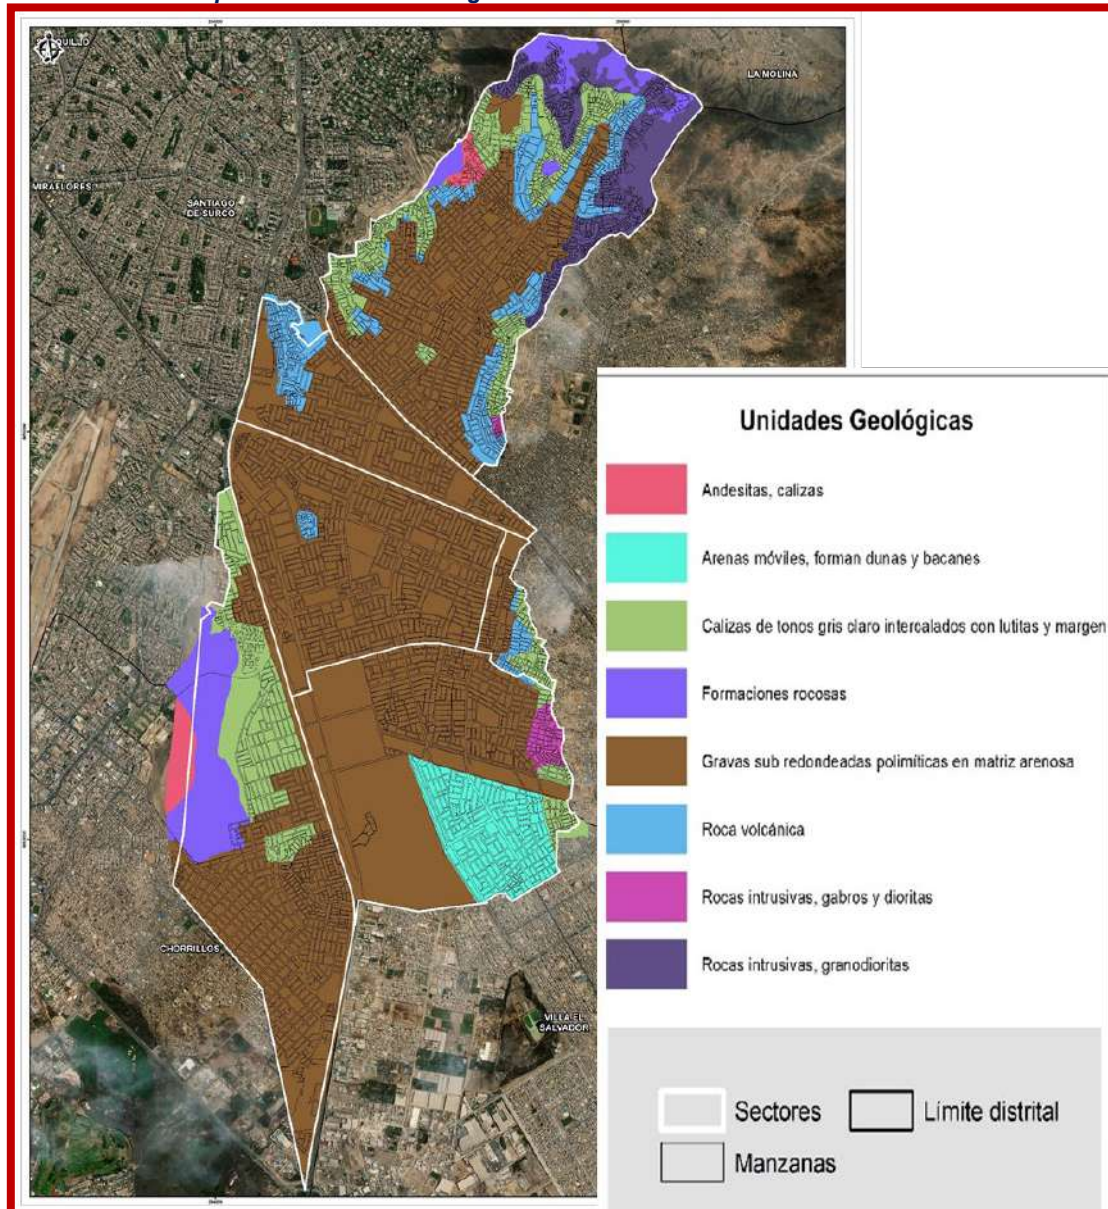 LA MOLINA
MIRAFLORES
SANTIAGO
DE SURCO
Unidades Geológicas
Andesitas, calizas
Arenas móviles, forman dunas y bacanes
Calizas de tonos gris claro intercalados con lutitas y margen
Formaciones rocosas
Gravas sub redondeadas polimíticas en matriz arenosa
Roca volcánica
Rocas intrusivas, gabros y dioritas
Rocas intrusivas, granodioritas
CHORRILLOS
VILLA EL
SALVADOR
Sectores
Límite distrital
Manzanas